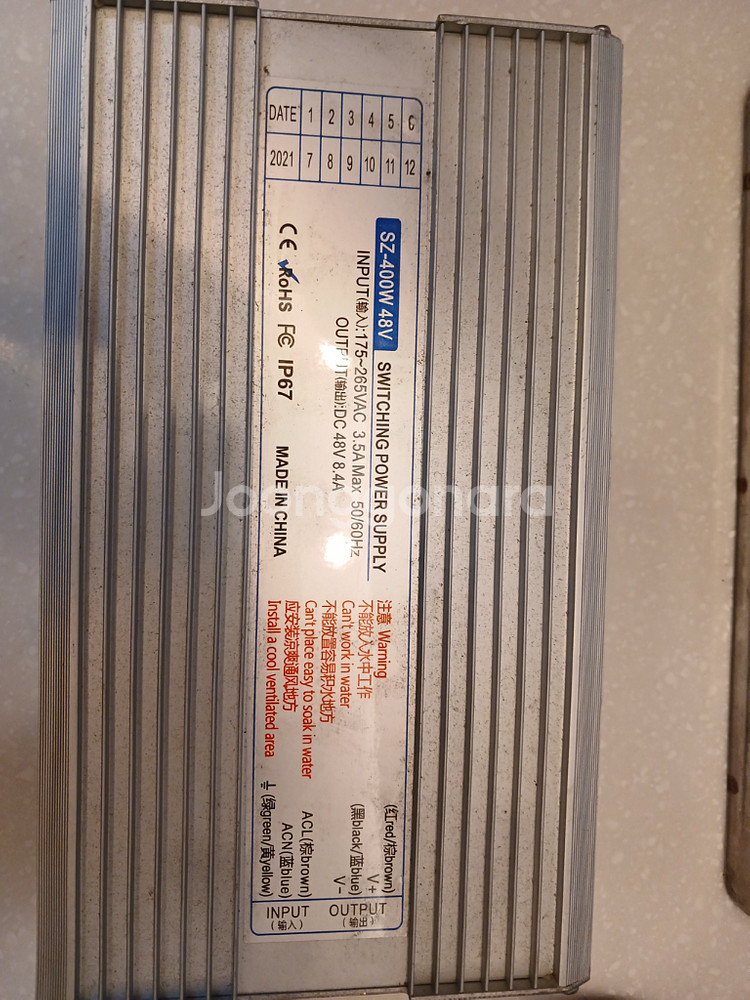 DATE 1 2 3 4 5 6
2021 7 8 9 10 11 12
SZ-400W 48V SWITCHING POWER SUPPLY
INPUT(输入):175~265VAC 3.5A Max 50/60Hz
OUTPUT(输出):DC 48V 8.4A
CE RoHS FC IP67 MADE IN CHINA
注意 Warning
不能放入水中工作
Can't work in water
不能放置容易积水地方
Can't place easy to soak in water
应安装凉爽通风地方
Install a cool ventilated area
(红red/棕brown) V+
(黑black/蓝blue) V-
OUTPUT
(输出)
ACL(棕brown)
ACN(蓝blue)
⏚ (绿green/黄yellow)
INPUT
(输入)
Joonggonara